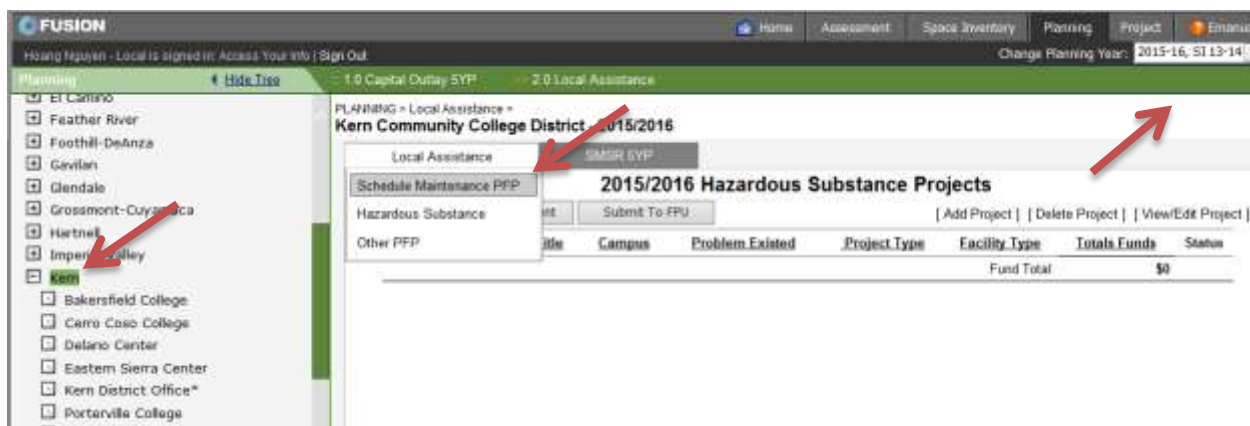 FUSION
Home Assessment Space Inventory Planning Project
Hoang Nguyen - Local is signed in: Access Your Info | Sign Out
Change Planning Year: 2015-16, SI 13-14
Planning Hide Tree 1.0 Capital Outlay 5YP 2.0 Local Assistance
El Camino
Feather River
Foothill-DeAnza
Gavilan
Glendale
Grossmont-Cuyamaca
Hartnell
Imperial Valley
Kern
Bakersfield College
Cerro Coso College
Delano Center
Eastern Sierra Center
Kern District Office*
Porterville College
PLANNING » Local Assistance »
Kern Community College District - 2015/2016
Local Assistance SMSR 5YP
Schedule Maintenance PFP
Hazardous Substance
Other PFP
2015/2016 Hazardous Substance Projects
Submit To FPU [ Add Project ] [ Delete Project ] [ View/Edit Project ]
Title Campus Problem Existed Project Type Facility Type Totals Funds Status
Fund Total $0